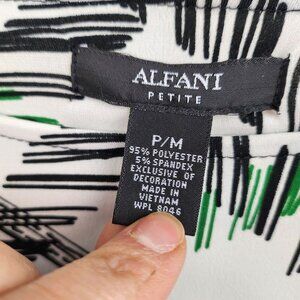 ALFANI
PETITE
P/M
95% POLYESTER
5% SPANDEX
EXCLUSIVE OF
DECORATION
MADE IN
VIETNAM
WPL 8046